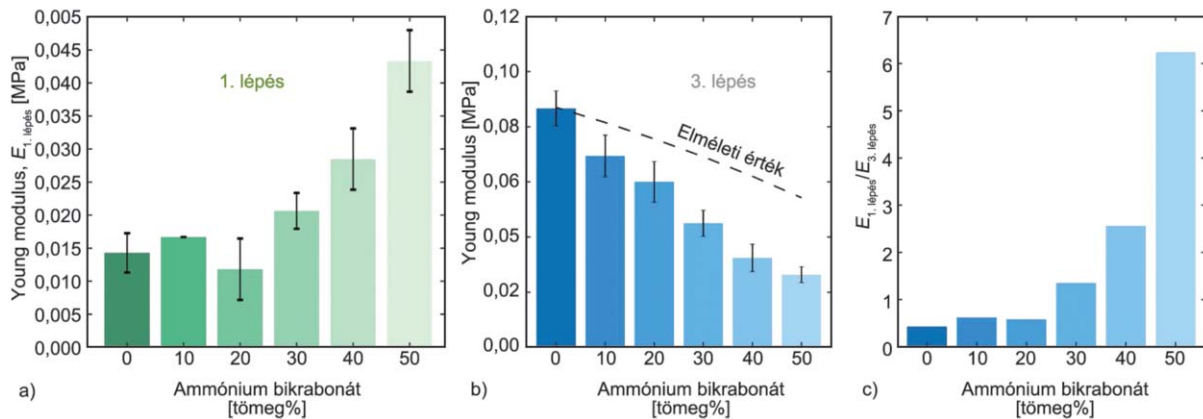 0,005
0,045
0,040
0,035
0,030
0,025
0,020
0,015
0,010
0,005
0,000
Young modulus, E1. lépés [MPa]
1. lépés
0 10 20 30 40 50
a)
Ammónium bikrabonát
[tömeg%]
0,12
0,10
0,08
0,06
0,05
0,02
0,00
Young modulus [MPa]
3. lépés
Elméleti érték
0 10 20 30 40 50
b)
Ammónium bikrabonát
[tömeg%]
7
6
5
4
3
2
1
0
E1. lépés/E3. lépés
0 10 20 30 40 50
c)
Ammónium bikrabonát
[tömeg%]